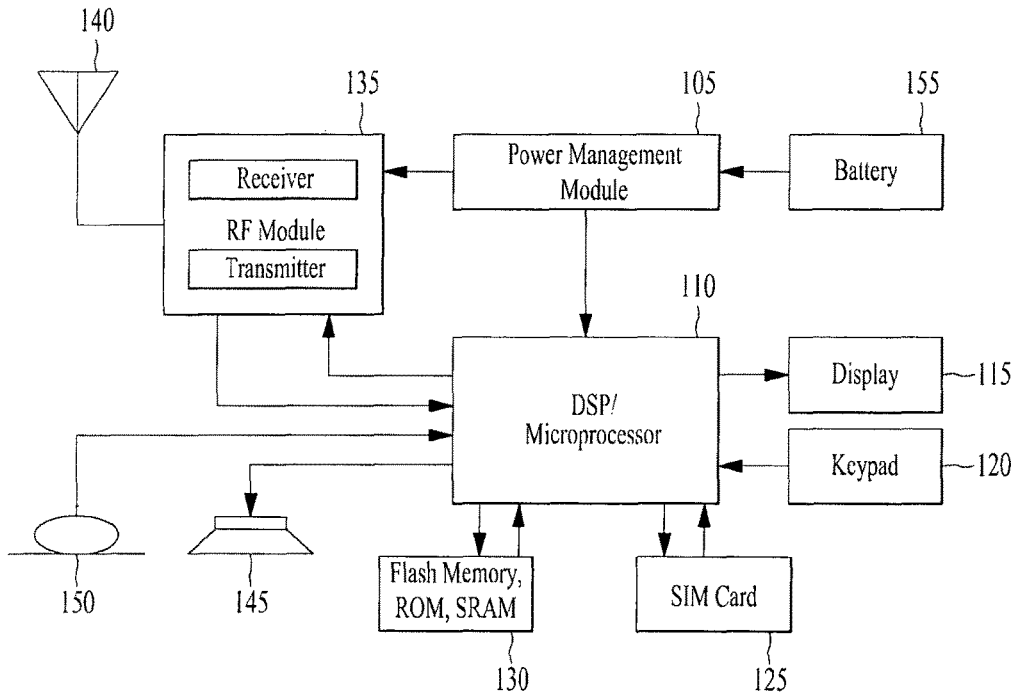 140
135
105
155
Receiver
RF Module
Transmitter
Power Management
Module
Battery
110
DSP/
Microprocessor
Display
115
Keypad
120
150
145
Flash Memory,
ROM, SRAM
130
SIM Card
125